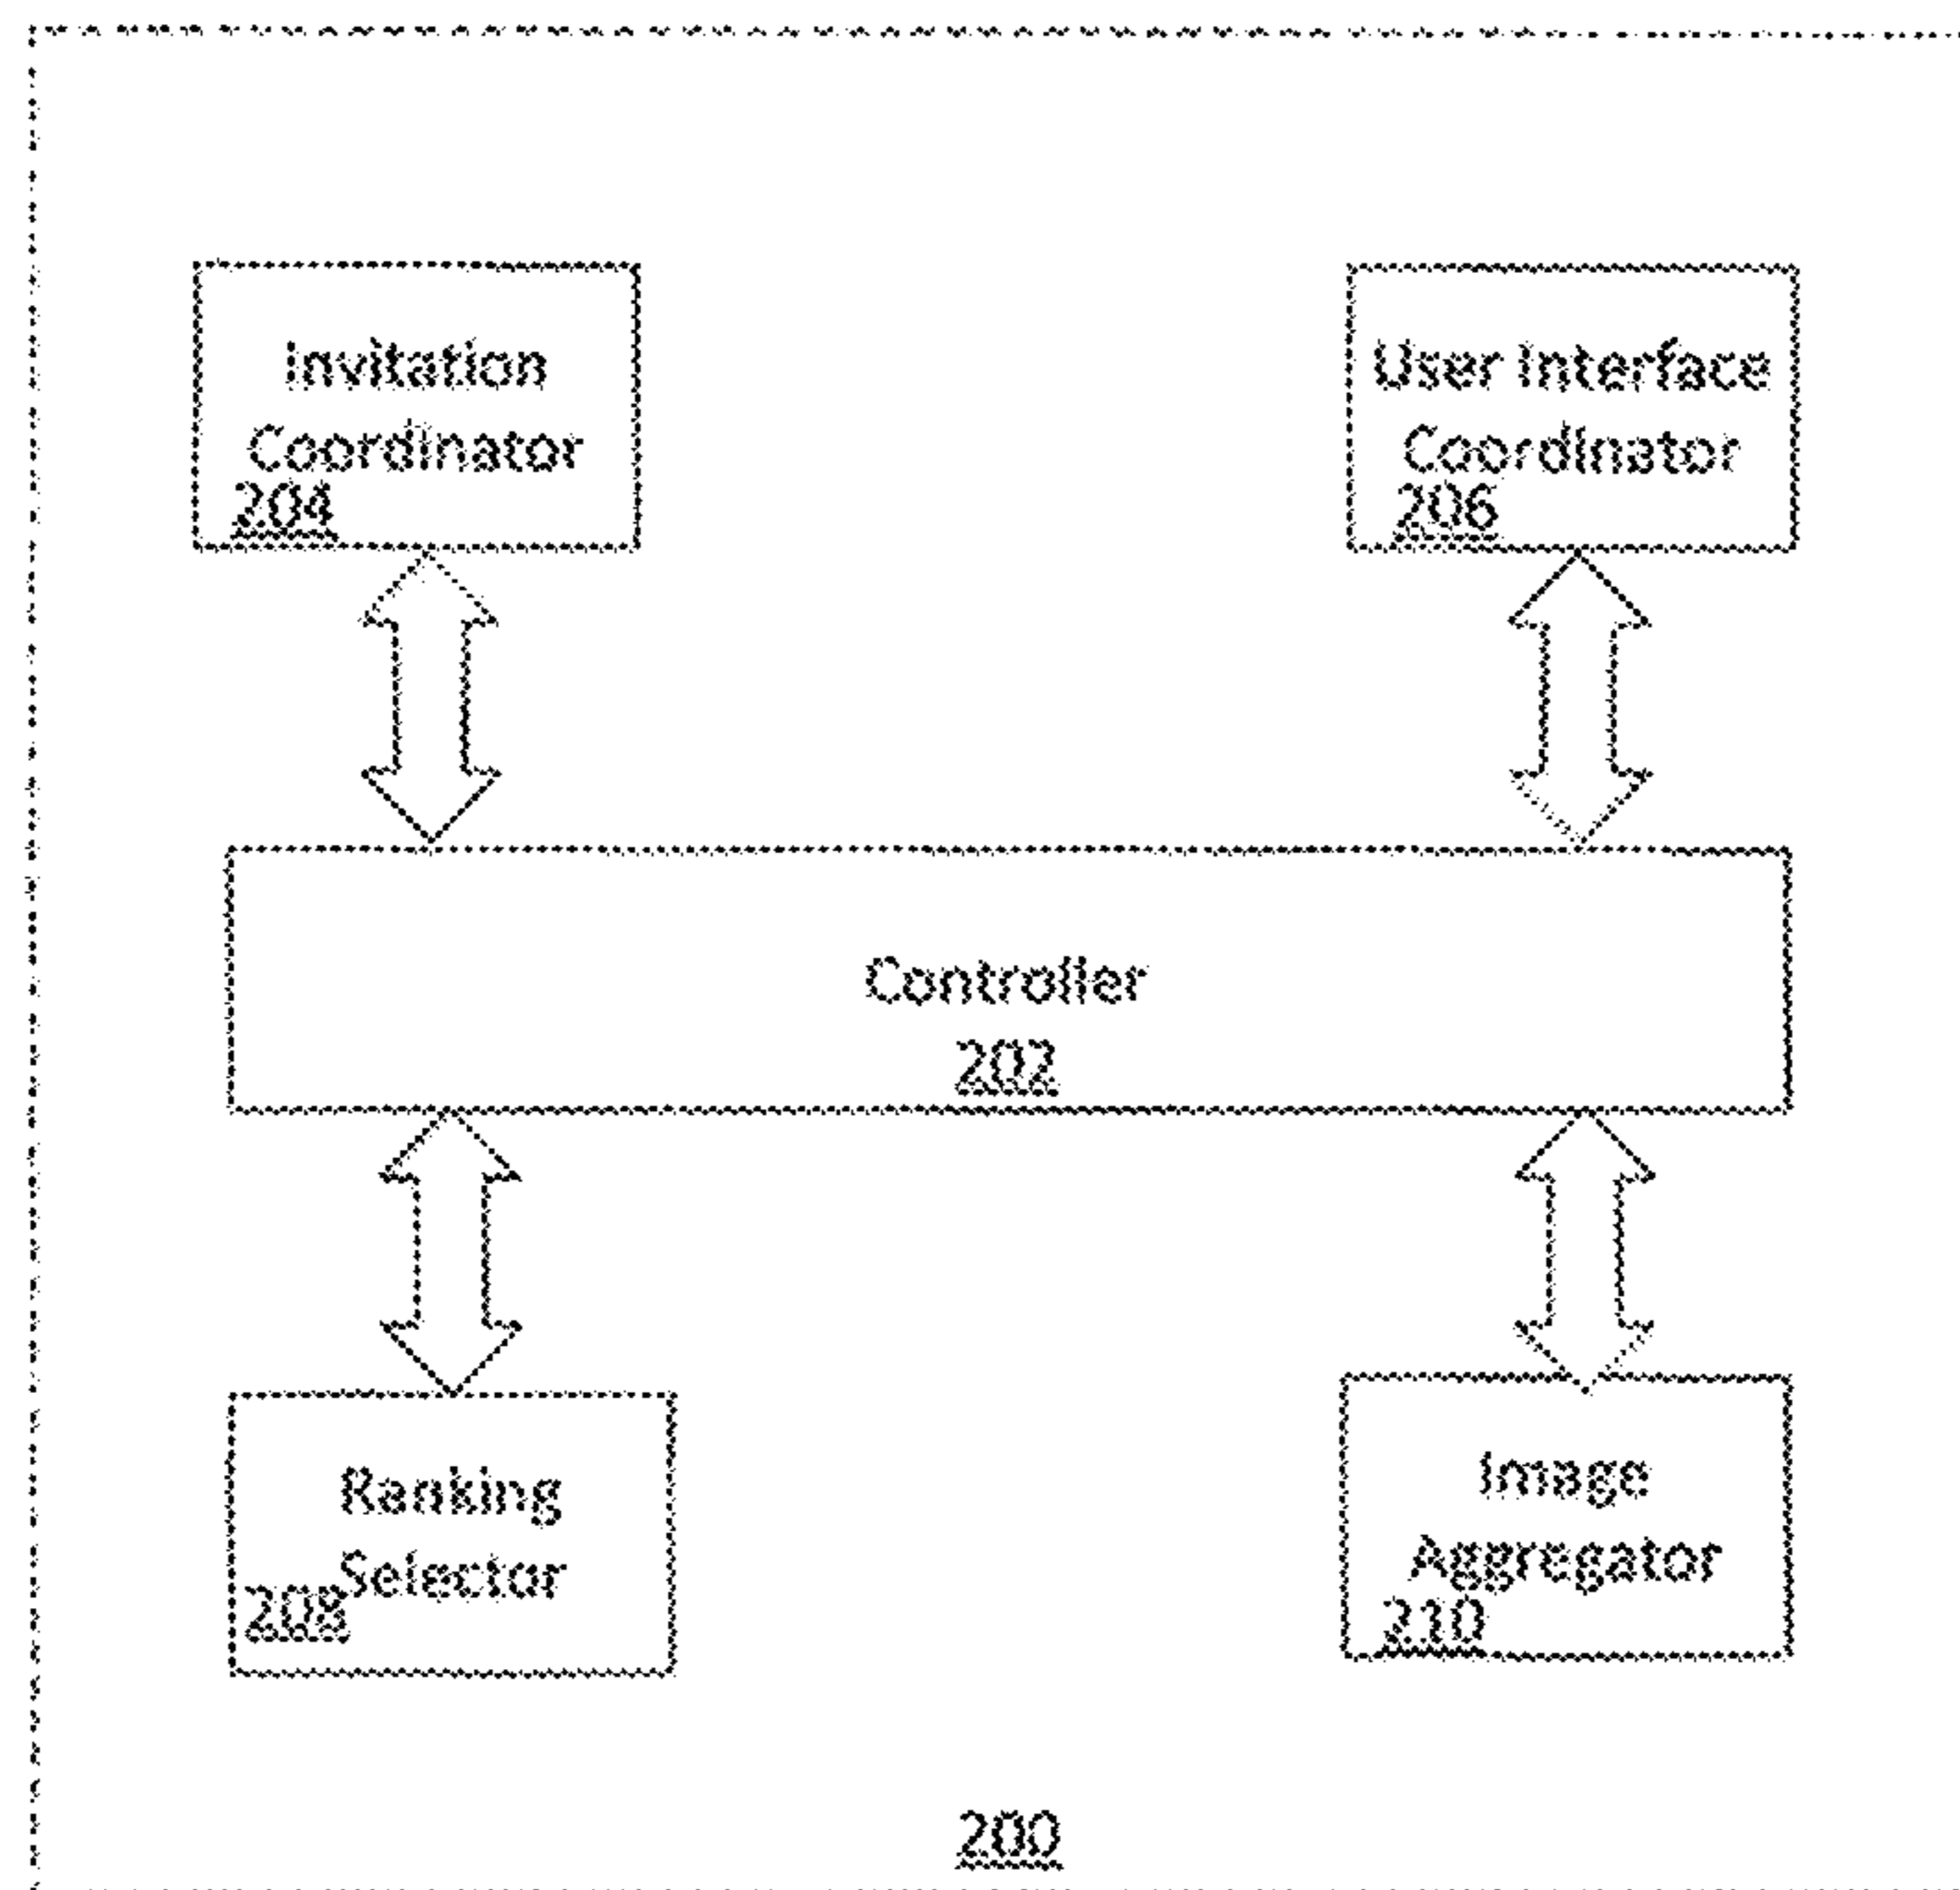 Invitation
Coordinator
204
User Interface
Coordinator
206
Controller
202
Ranking
Selector
208
Image
Aggregator
210
200